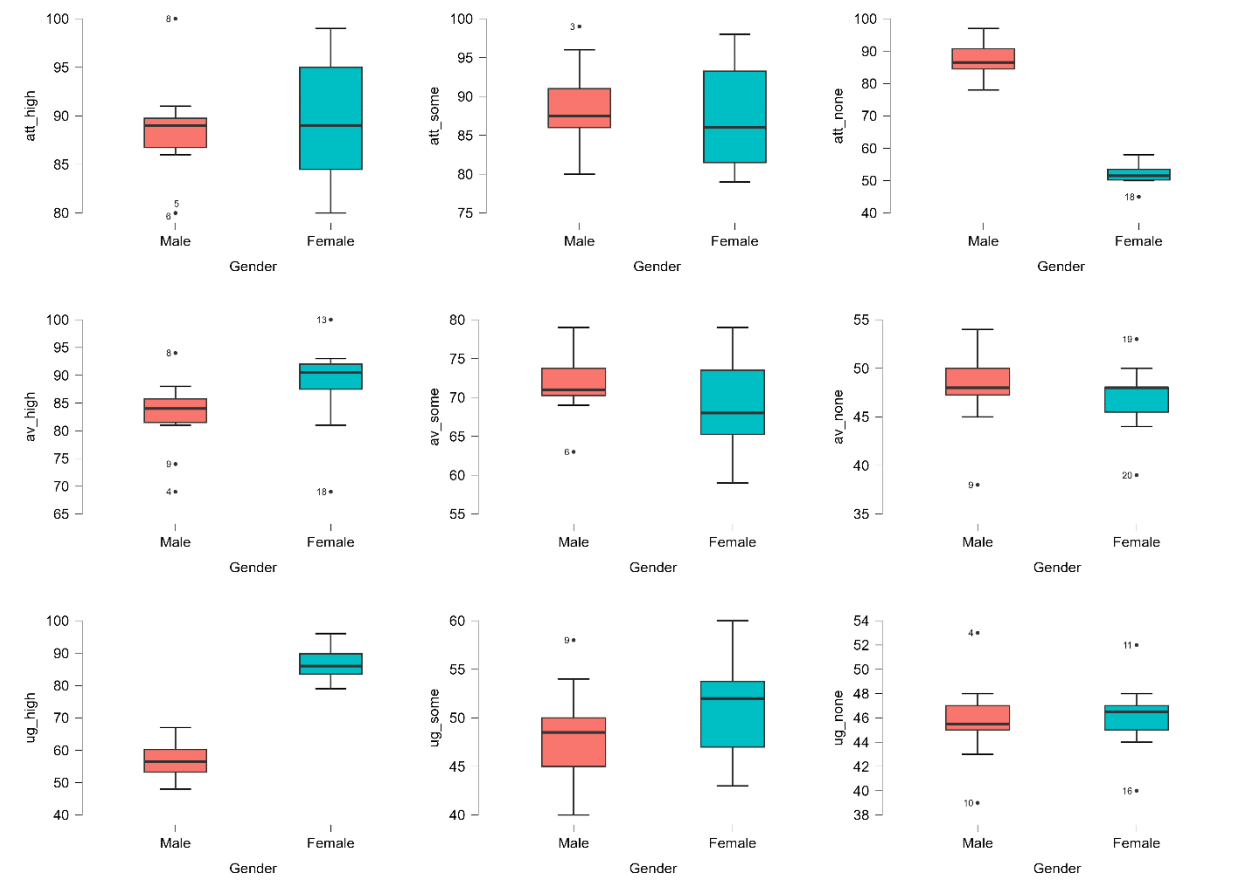 100
95
90
85
80
att_high
8
5
6
Male
Female
Gender
100
95
90
85
80
75
att_some
3
Male
Female
Gender
100
90
80
70
60
50
40
att_none
18
Male
Female
Gender
100
95
90
85
80
75
70
65
av_high
8
9
4
13
18
Male
Female
Gender
80
75
70
65
60
55
av_some
6
Male
Female
Gender
55
50
45
40
35
av_none
9
19
20
Male
Female
Gender
100
90
80
70
60
50
40
ug_high
Male
Female
Gender
60
55
50
45
40
ug_some
9
Male
Female
Gender
54
52
50
48
46
44
42
40
38
ug_none
4
10
11
16
Male
Female
Gender